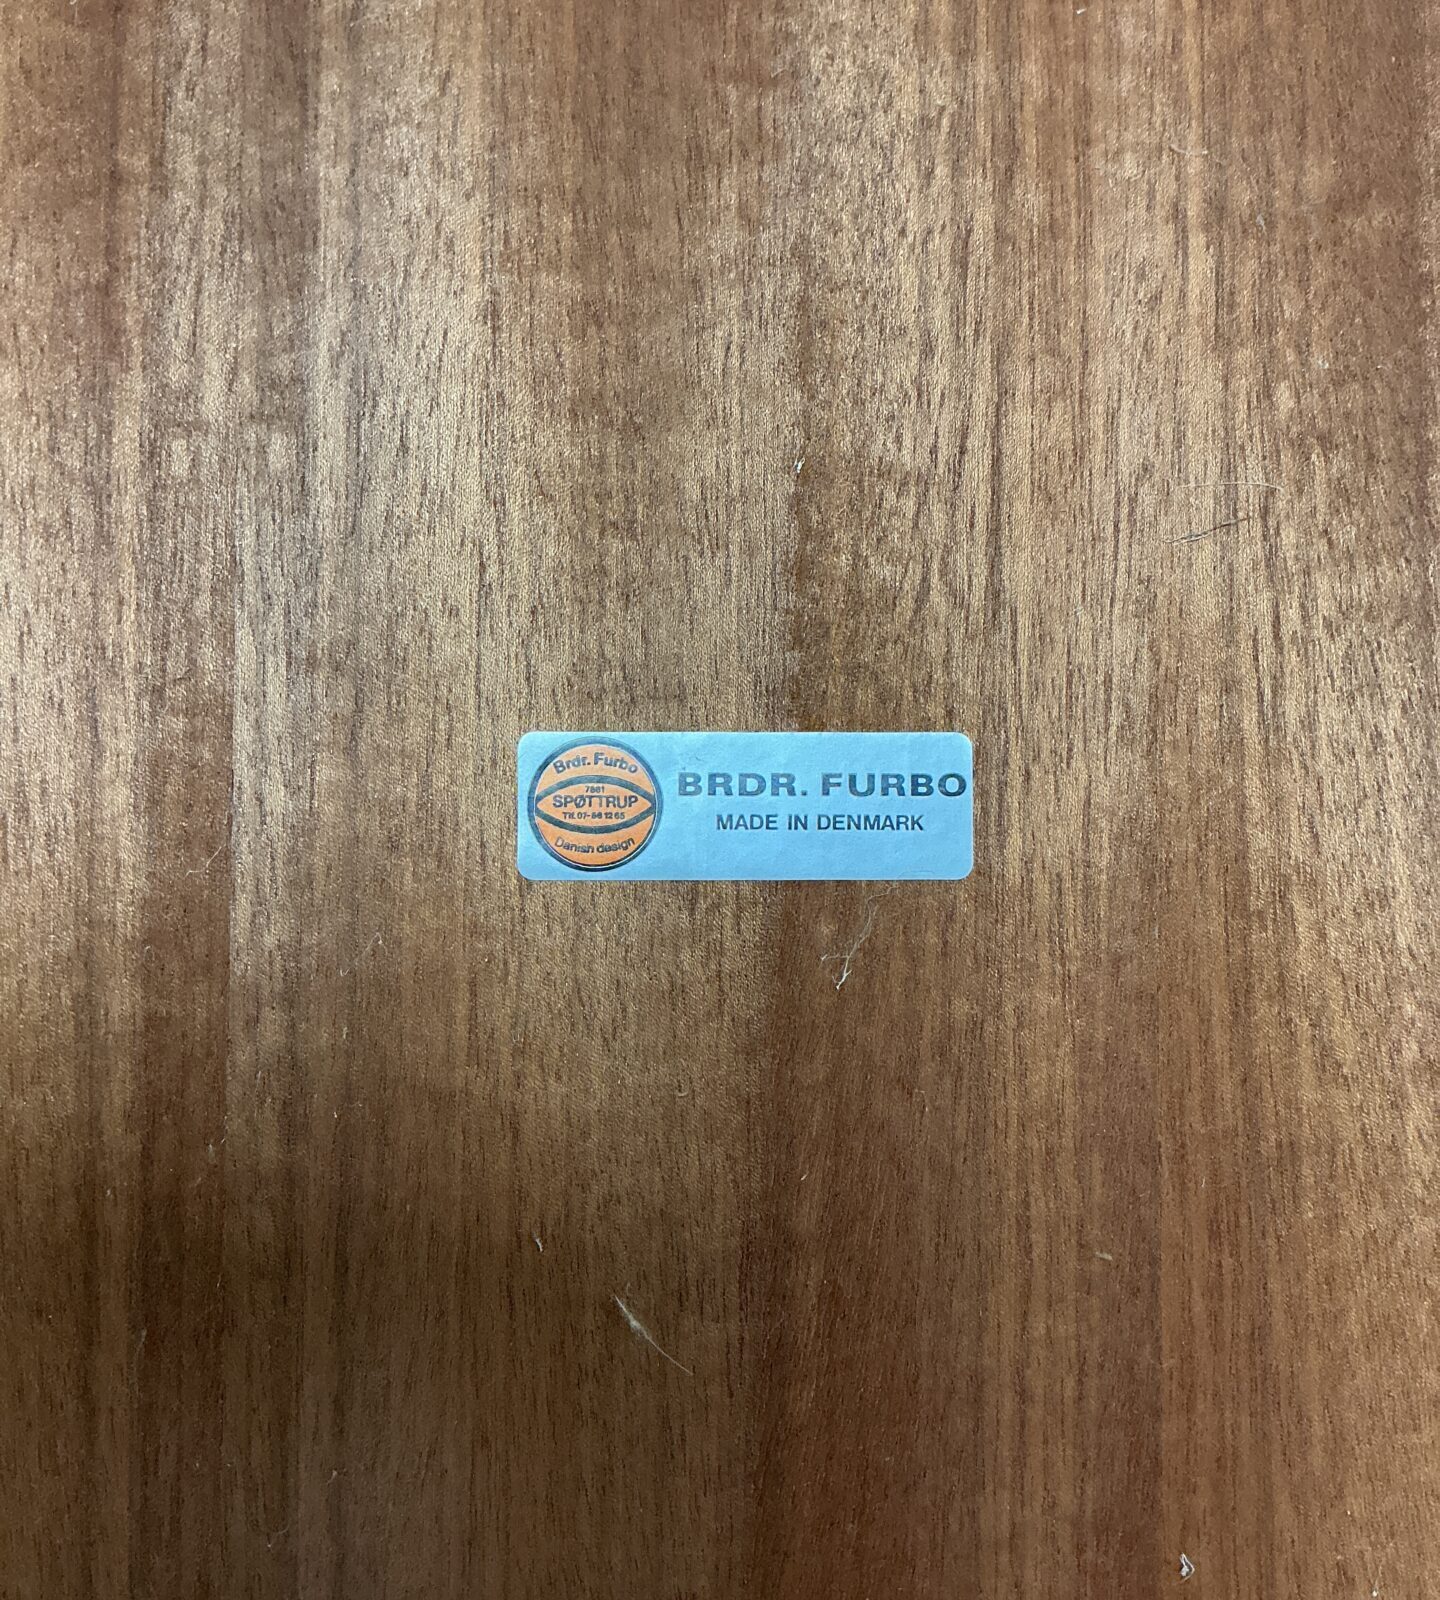 Brdr. Furbo
7861
SPØTTRUP
Tlf. 07-56 12 65
Danish design
BRDR. FURBO
MADE IN DENMARK